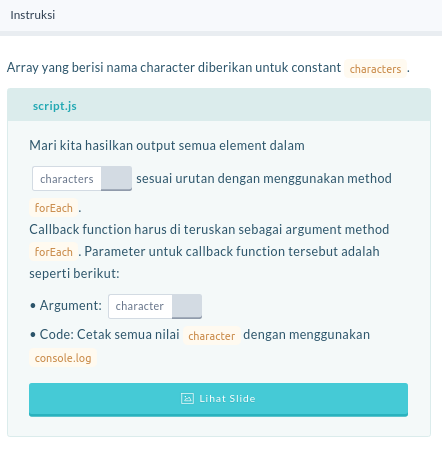 Instruksi
Array yang berisi nama character diberikan untuk constant characters .
script.js
Mari kita hasilkan output semua element dalam
characters sesuai urutan dengan menggunakan method
forEach .
Callback function harus di teruskan sebagai argument method
forEach . Parameter untuk callback function tersebut adalah
seperti berikut:
• Argument: character
• Code: Cetak semua nilai character dengan menggunakan
console.log
Lihat Slide